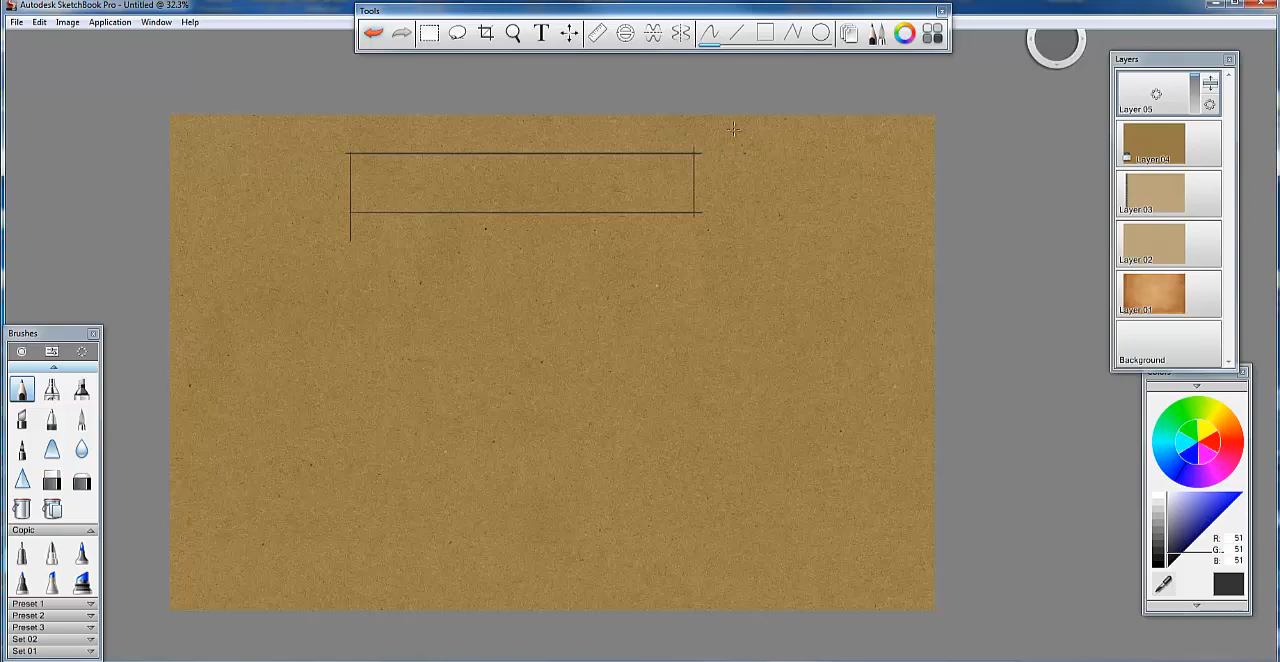 Autodesk SketchBook Pro - Untitled @ 32.3%
File Edit Image Application Window Help
Tools
T
Layers
Layer 05
Layer 04
Layer 03
Layer 02
Layer 01
Background
Brushes
Copic
Preset 1
Preset 2
Preset 3
Set 02
Set 01
R: 51
G: 51
B: 51